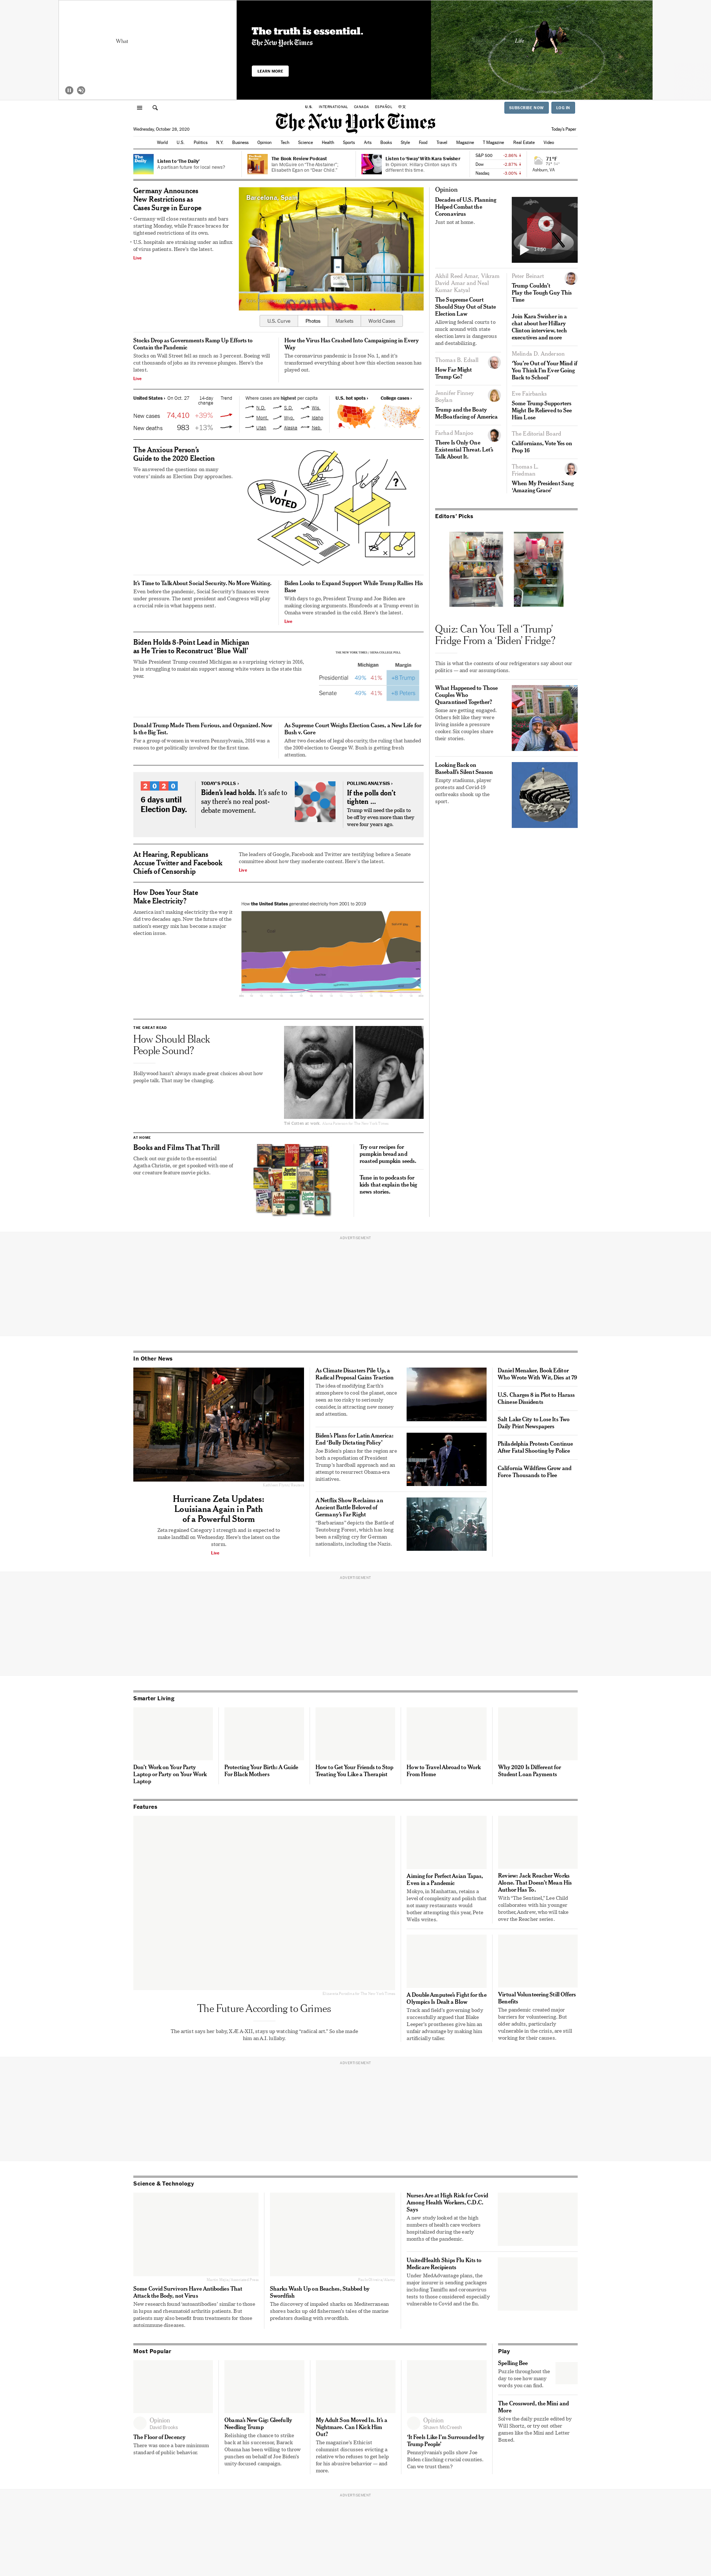 What
The truth is essential.
The New York Times
LEARN MORE
Life
U.S. INTERNATIONAL CANADA ESPAÑOL 中文
SUBSCRIBE NOW LOG IN
The New York Times
Wednesday, October 28, 2020
Today's Paper
World U.S. Politics N.Y. Business Opinion Tech Science Health Sports Arts Books Style Food Travel Magazine T Magazine Real Estate Video
Listen to 'The Daily'
A partisan future for local news?
The Book Review Podcast
Ian McGuire on "The Abstainer";
Elisabeth Egan on "Dear Child."
Listen to 'Sway' With Kara Swisher
In Opinion: Hillary Clinton says it's
different this time.
S&P 500
Dow
Nasdaq -3.00% ↓
71°F
Ashburn, VA
Germany Announces
New Restrictions as
Cases Surge in Europe
Germany will close restaurants and bars
starting Monday, while France braces for
tightened restrictions of its own.
U.S. hospitals are straining under an influx
of virus patients. Here's the latest.
Live
Barcelona, Spain
U.S. Curve Photos Markets World Cases
Stocks Drop as Governments Ramp Up Efforts to
Contain the Pandemic
Stocks on Wall Street fell as much as 3 percent. Boeing will
cut thousands of jobs as its revenue plunges. Here's the
latest.
Live
How the Virus Has Crashed Into Campaigning in Every
Way
The coronavirus pandemic is Issue No. 1, and it's
transformed everything about how this election season has
played out.
United States › On Oct. 27 14-day
change Trend
New cases 74,410 +39%
New deaths 983 +13%
Where cases are highest per capita
N.D. S.D. Wis.
Mont. Wyo. Idaho
Utah Alaska Neb.
U.S. hot spots ›
College cases ›
The Anxious Person's
Guide to the 2020 Election
We answered the questions on many
voters' minds as Election Day approaches.
I VOTED
?
It's Time to Talk About Social Security. No More Waiting.
Even before the pandemic, Social Security's finances were
under pressure. The next president and Congress will play
a crucial role in what happens next.
Biden Looks to Expand Support While Trump Rallies His
Base
With days to go, President Trump and Joe Biden are
making closing arguments. Hundreds at a Trump event in
Omaha were stranded in the cold. Here's the latest.
Live
Biden Holds 8-Point Lead in Michigan
as He Tries to Reconstruct 'Blue Wall'
While President Trump counted Michigan as a surprising victory in 2016,
he is struggling to maintain support among white voters in the state this
year.
THE NEW YORK TIMES / SIENA COLLEGE POLL
Michigan Margin
Presidential 49% 41% +8 Trump
Senate 49% 41% +8 Peters
Donald Trump Made Them Furious, and Organized. Now
Is the Big Test.
For a group of women in western Pennsylvania, 2016 was a
reason to get politically involved for the first time.
As Supreme Court Weighs Election Cases, a New Life for
Bush v. Gore
After two decades of legal obscurity, the ruling that handed
the 2000 election to George W. Bush is getting fresh
attention.
2020
6 days until
Election Day.
TODAY'S POLLS ›
Biden's lead holds. It's safe to
say there's no real post-
debate movement.
POLLING ANALYSIS ›
If the polls don't
tighten …
Trump will need the polls to
be off by even more than they
were four years ago.
At Hearing, Republicans
Accuse Twitter and Facebook
Chiefs of Censorship
The leaders of Google, Facebook and Twitter are testifying before a Senate
committee about how they moderate content. Here's the latest.
Live
How Does Your State
Make Electricity?
America isn't making electricity the way it
did two decades ago. Now the future of the
nation's energy mix has become a major
election issue.
How the United States generated electricity from 2001 to 2019
THE GREAT READ
How Should Black
People Sound?
Hollywood hasn't always made great choices about how
people talk. That may be changing.
AT HOME
Books and Films That Thrill
Check out our guide to the essential
Agatha Christie, or get spooked with one of
our creature feature movie picks.
Try our recipes for
pumpkin bread and
roasted pumpkin seeds.
Tune in to podcasts for
kids that explain the big
news stories.
Opinion
Decades of U.S. Planning
Helped Combat the
Coronavirus
Just not at home.
Akhil Reed Amar, Vikram
David Amar and Neal
Kumar Katyal
The Supreme Court
Should Stay Out of State
Election Law
Allowing federal courts to
muck around with state
election laws is dangerous
and destabilizing.
Thomas B. Edsall
How Far Might
Trump Go?
Jennifer Finney
Boylan
Trump and the Beaty
McBoatfacing of America
Farhad Manjoo
There Is Only One
Existential Threat. Let's
Talk About It.
Peter Beinart
Trump Couldn't
Play the Tough Guy This
Time
Join Kara Swisher in a
chat about her Hillary
Clinton interview, tech
executives and more
Melinda D. Anderson
'You're Out of Your Mind if
You Think I'm Ever Going
Back to School'
Eve Fairbanks
Some Trump Supporters
Might Be Relieved to See
Him Lose
The Editorial Board
Californians, Vote Yes on
Prop 16
Thomas L.
Friedman
When My President Sang
'Amazing Grace'
Editors' Picks
Quiz: Can You Tell a 'Trump'
Fridge From a 'Biden' Fridge?
This is what the contents of our refrigerators say about our
politics — and our assumptions.
What Happened to Those
Couples Who
Quarantined Together?
Some are getting engaged.
Others felt like they were
living inside a pressure
cooker. Six couples share
their stories.
Looking Back on
Baseball's Silent Season
Empty stadiums, player
protests and Covid-19
outbreaks shook up the
sport.
ADVERTISEMENT
In Other News
Hurricane Zeta Updates:
Louisiana Again in Path
of a Powerful Storm
Zeta regained Category 1 strength and is expected to
make landfall on Wednesday. Here's the latest on the
storm.
Live
As Climate Disasters Pile Up, a
Radical Proposal Gains Traction
The idea of modifying Earth's
atmosphere to cool the planet, once
seen as too risky to seriously
consider, is attracting new money
and attention.
Biden's Plans for Latin America:
End 'Bully Dictating Policy'
Joe Biden's plans for the region are
both a repudiation of President
Trump's hardball approach and an
attempt to resurrect Obama-era
initiatives.
A Netflix Show Reclaims an
Ancient Battle Beloved of
Germany's Far Right
"Barbarians" depicts the Battle of
Teutoburg Forest, which has long
been a rallying cry for German
nationalists, including the Nazis.
Daniel Menaker, Book Editor
Who Wrote With Wit, Dies at 79
U.S. Charges 8 in Plot to Harass
Chinese Dissidents
Salt Lake City to Lose Its Two
Daily Print Newspapers
Philadelphia Protests Continue
After Fatal Shooting by Police
California Wildfires Grow and
Force Thousands to Flee
ADVERTISEMENT
Smarter Living
Don't Work on Your Party
Laptop or Party on Your Work
Laptop
Protecting Your Birth: A Guide
For Black Mothers
How to Get Your Friends to Stop
Treating You Like a Therapist
How to Travel Abroad to Work
From Home
Why 2020 Is Different for
Student Loan Payments
Features
The Future According to Grimes
The artist says her baby, X Æ A-XII, stays up watching "radical art." So she made
him an A.I. lullaby.
Aiming for Perfect Asian Tapas,
Even in a Pandemic
Mokyo, in Manhattan, retains a
level of complexity and polish that
not many restaurants would
bother attempting this year, Pete
Wells writes.
Review: Jack Reacher Works
Alone. That Doesn't Mean His
Author Has To.
With "The Sentinel," Lee Child
collaborates with his younger
brother, Andrew, who will take
over the Reacher series.
A Double Amputee's Fight for the
Olympics Is Dealt a Blow
Track and field's governing body
successfully argued that Blake
Leeper's prostheses give him an
unfair advantage by making him
artificially taller.
Virtual Volunteering Still Offers
Benefits
The pandemic created major
barriers for volunteering. But
older adults, particularly
vulnerable in the crisis, are still
working for their causes.
ADVERTISEMENT
Science & Technology
Some Covid Survivors Have Antibodies That
Attack the Body, not Virus
New research found 'autoantibodies' similar to those
in lupus and rheumatoid arthritis patients. But
patients may also benefit from treatments for those
autoimmune diseases.
Sharks Wash Up on Beaches, Stabbed by
Swordfish
The discovery of impaled sharks on Mediterranean
shores backs up old fishermen's tales of the marine
predators dueling with swordfish.
Nurses Are at High Risk for Covid
Among Health Workers, C.D.C.
Says
A new study looked at the high
numbers of health care workers
hospitalized during the early
months of the pandemic.
UnitedHealth Ships Flu Kits to
Medicare Recipients
Under MedAdvantage plans, the
major insurer is sending packages
including Tamiflu and coronavirus
tests to those considered especially
vulnerable to Covid and the flu.
Most Popular
Opinion
David Brooks
The Floor of Decency
There was once a bare minimum
standard of public behavior.
Obama's New Gig: Gleefully
Needling Trump
Relishing the chance to strike
back at his successor, Barack
Obama has been willing to throw
punches on behalf of Joe Biden's
unity-focused campaign.
My Adult Son Moved In. It's a
Nightmare. Can I Kick Him
Out?
The magazine's Ethicist
columnist discusses evicting a
relative who refuses to get help
for his abusive behavior — and
more.
Opinion
Shawn McCreesh
'It Feels Like I'm Surrounded by
Trump People'
Pennsylvania's polls show Joe
Biden clinching crucial counties.
Can we trust them?
Play
Spelling Bee
Puzzle throughout the
day to see how many
words you can find.
The Crossword, the Mini and
More
Solve the daily puzzle edited by
Will Shortz, or try out other
games like the Mini and Letter
Boxed.
ADVERTISEMENT